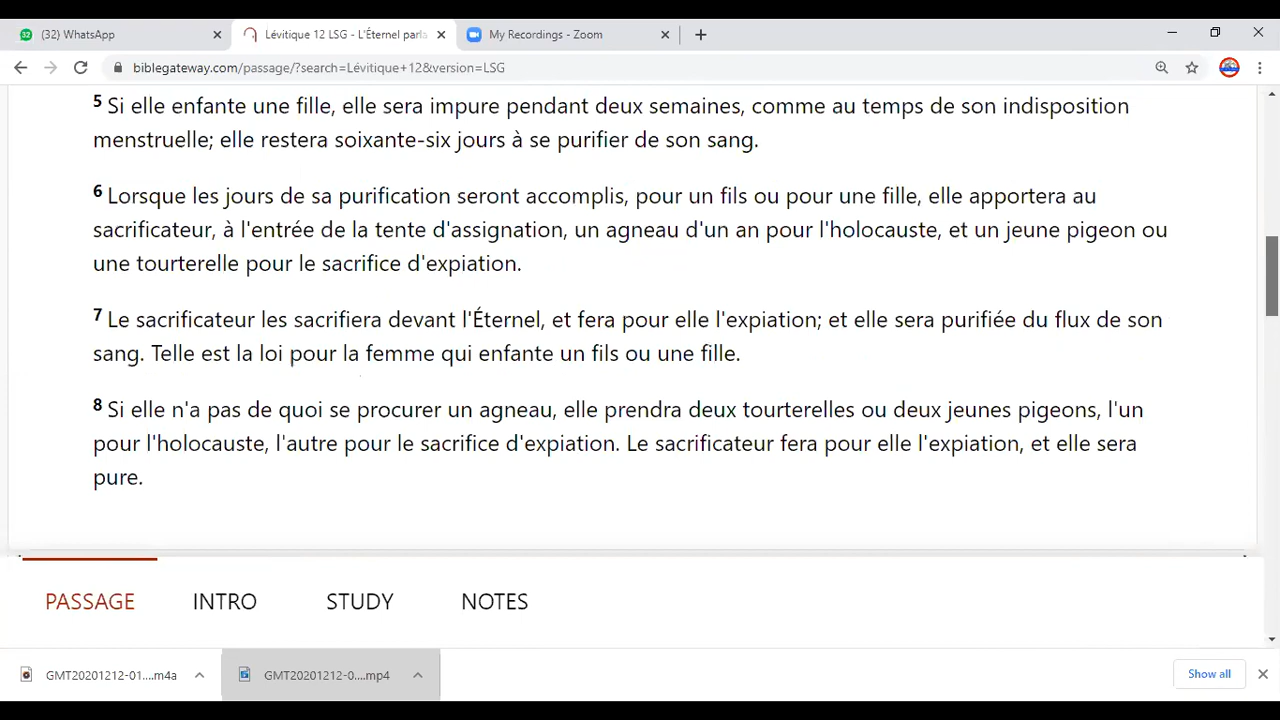 (32) WhatsApp
Lévitique 12 LSG - L'Éternel parla
My Recordings - Zoom
biblegateway.com/passage/?search=Lévitique+12&version=LSG
5 Si elle enfante une fille, elle sera impure pendant deux semaines, comme au temps de son indisposition
menstruelle; elle restera soixante-six jours à se purifier de son sang.
6 Lorsque les jours de sa purification seront accomplis, pour un fils ou pour une fille, elle apportera au
sacrificateur, à l'entrée de la tente d'assignation, un agneau d'un an pour l'holocauste, et un jeune pigeon ou
une tourterelle pour le sacrifice d'expiation.
7 Le sacrificateur les sacrifiera devant l'Éternel, et fera pour elle l'expiation; et elle sera purifiée du flux de son
sang. Telle est la loi pour la femme qui enfante un fils ou une fille.
8 Si elle n'a pas de quoi se procurer un agneau, elle prendra deux tourterelles ou deux jeunes pigeons, l'un
pour l'holocauste, l'autre pour le sacrifice d'expiation. Le sacrificateur fera pour elle l'expiation, et elle sera
pure.
PASSAGE INTRO STUDY NOTES
GMT20201212-01....m4a
GMT20201212-0....mp4
Show all